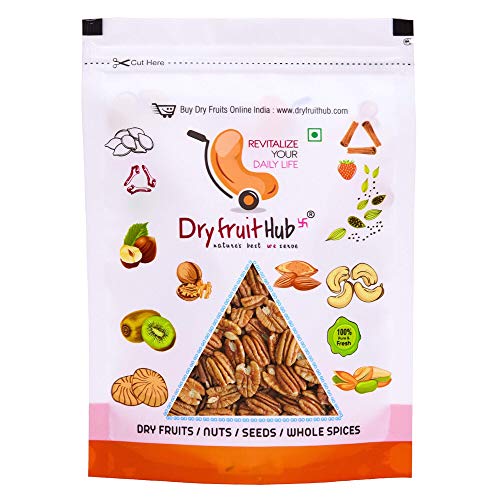 Cut Here
Buy Dry Fruits Online India : www.dryfruithub.com
REVITALIZE
YOUR
DAILY LIFE
Dry fruit Hub ®
nature's best we serve
100%
Pure &
Fresh
DRY FRUITS / NUTS / SEEDS / WHOLE SPICES